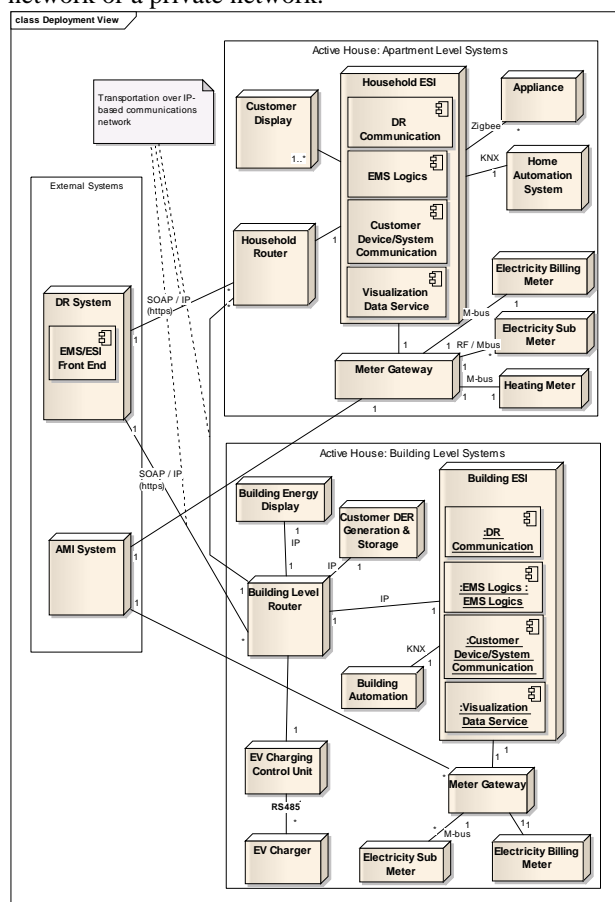 network or a private network.
class Deployment View
Active House: Apartment Level Systems
Transportation over IP-
based communications
network
Customer
Display
1..*
Household ESI
DR
Communication
EMS Logics
Customer
Device/System
Communication
Visualization
Data Service
Appliance
Zigbee
*
KNX
1
Home
Automation
System
External Systems
Household
Router
1
*
*
DR System
EMS/ESI
Front End
SOAP / IP
(https)
1
1
Electricity Billing
Meter
M-bus
1
1
1
RF / Mbus
*
Electricity Sub
Meter
Meter Gateway
1
1
M-bus
1
1
Heating Meter
Active House: Building Level Systems
SOAP / IP
(https)
Building Energy
Display
1
IP
1
Customer DER
Generation &
Storage
IP
1
Building ESI
:DR
Communication
:EMS Logics :
EMS Logics
:Customer
Device/System
Communication
:Visualization
Data Service
AMI System
1
1
1
Building Level
Router
*
1
IP
1
KNX
1
Building
Automation
1
EV Charging
Control Unit
RS485
*
EV Charger
1
1
*
Meter Gateway
*
M-bus
1
1
1
Electricity Sub
Meter
Electricity Billing
Meter